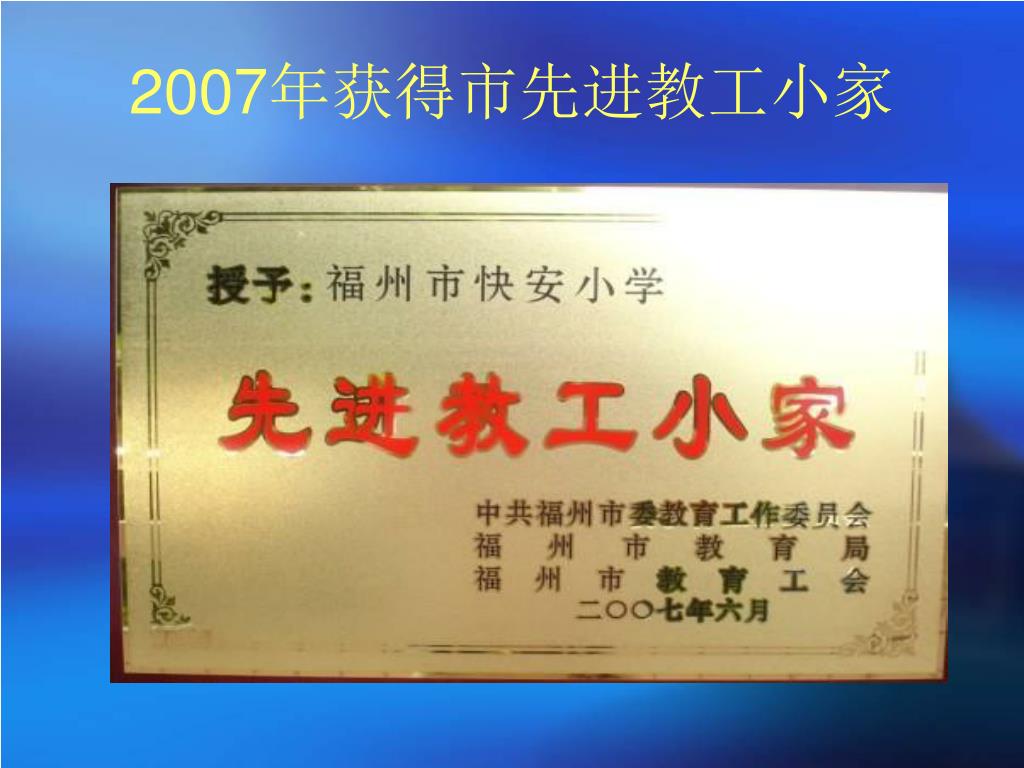 2007年获得市先进教工小家
授予：福州市快安小学
先进教工小家
中共福州市委教育工作委员会
福州市教育局
福州市教育工会
二〇〇七年六月